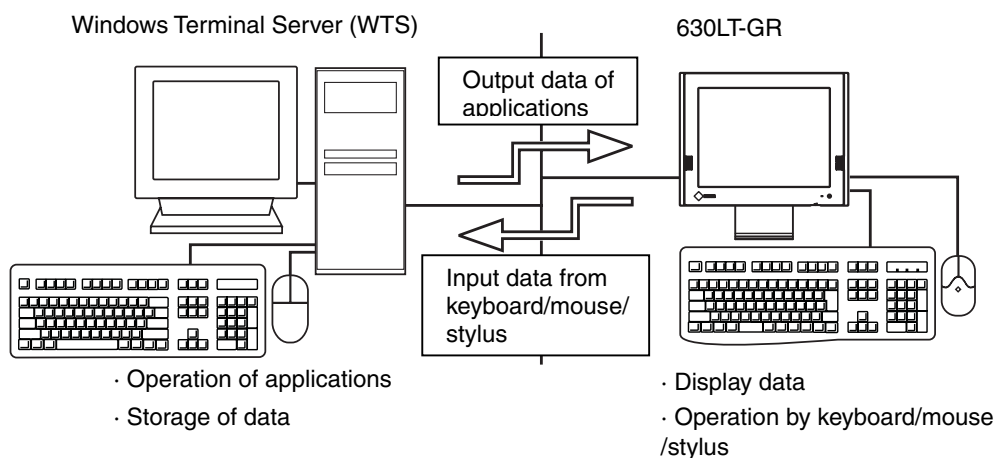 Windows Terminal Server (WTS)
630LT-GR
Output data of
applications
Input data from
keyboard/mouse/
stylus
· Operation of applications
· Storage of data
· Display data
· Operation by keyboard/mouse
/stylus